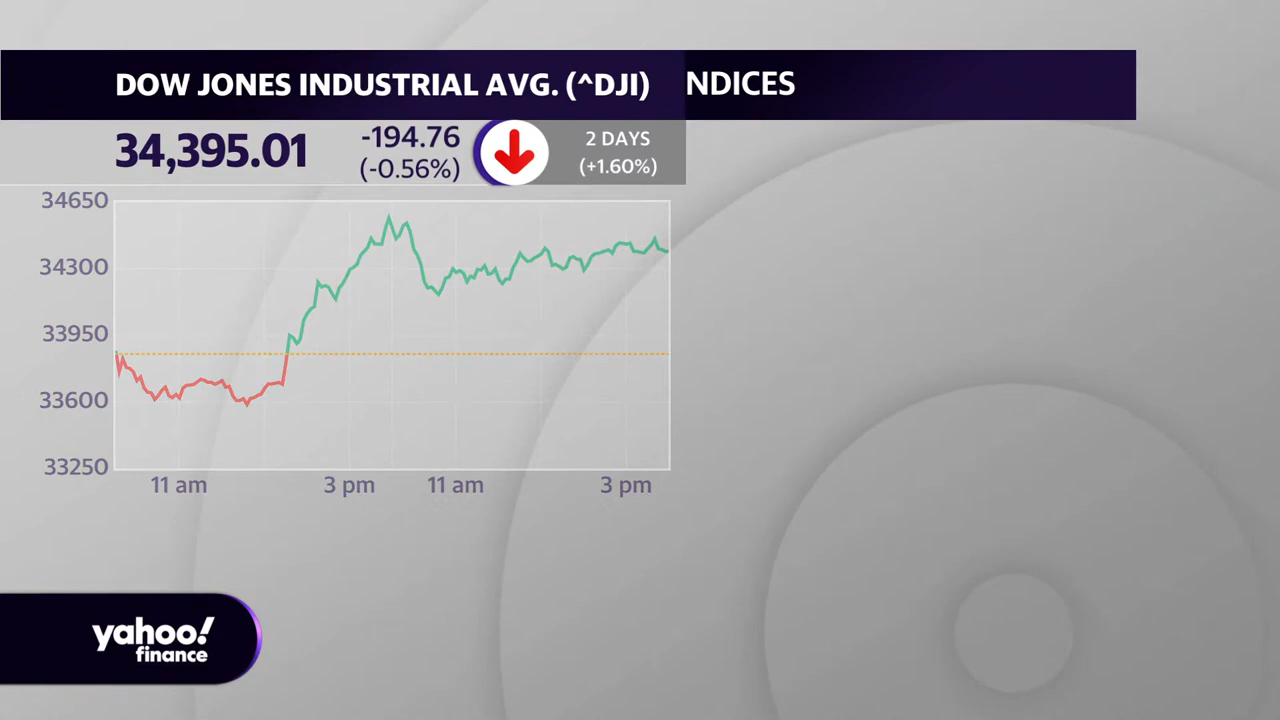 DOW JONES INDUSTRIAL AVG. (^DJI) NDICES
34,395.01
-194.76
(-0.56%)
2 DAYS
(+1.60%)
34650
34300
33950
33600
33250
11 am 3 pm 11 am 3 pm
yahoo!
finance